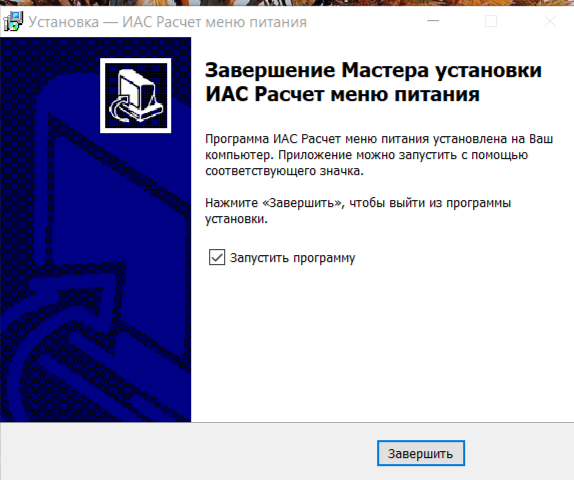 Установка — ИАС Расчет меню питания
Завершение Мастера установки
ИАС Расчет меню питания
Программа ИАС Расчет меню питания установлена на Ваш
компьютер. Приложение можно запустить с помощью
соответствующего значка.
Нажмите «Завершить», чтобы выйти из программы
установки.
Запустить программу
Завершить